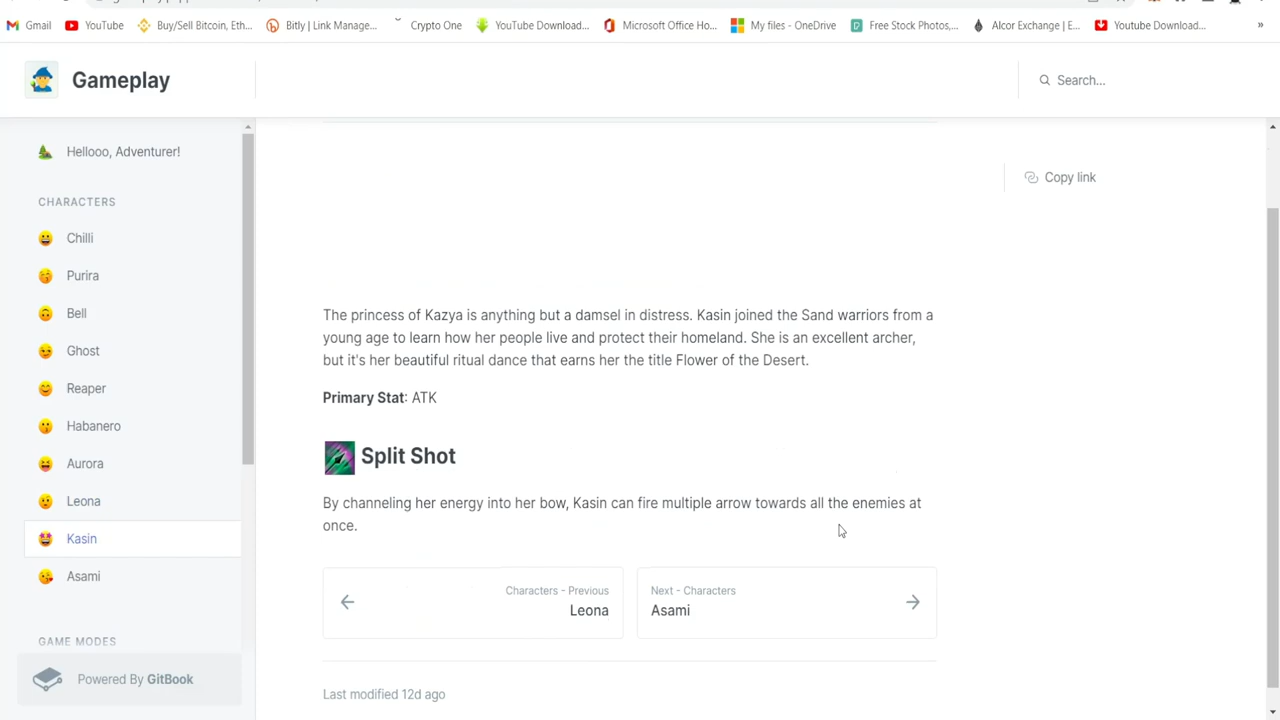 Gmail
YouTube
Buy/Sell Bitcoin, Eth...
Bitly | Link Manage...
Crypto One
YouTube Download...
Microsoft Office Ho...
My files - OneDrive
Free Stock Photos,...
Alcor Exchange | E...
Youtube Download...
»
Gameplay
Search...
Hellooo, Adventurer!
CHARACTERS
Chilli
Purira
Bell
Ghost
Reaper
Habanero
Aurora
Leona
Kasin
Asami
GAME MODES
Powered By GitBook
Copy link
The princess of Kazya is anything but a damsel in distress. Kasin joined the Sand warriors from a
young age to learn how her people live and protect their homeland. She is an excellent archer,
but it's her beautiful ritual dance that earns her the title Flower of the Desert.
Primary Stat: ATK
Split Shot
By channeling her energy into her bow, Kasin can fire multiple arrow towards all the enemies at
once.
Characters - Previous
Leona
Next - Characters
Asami
Last modified 12d ago